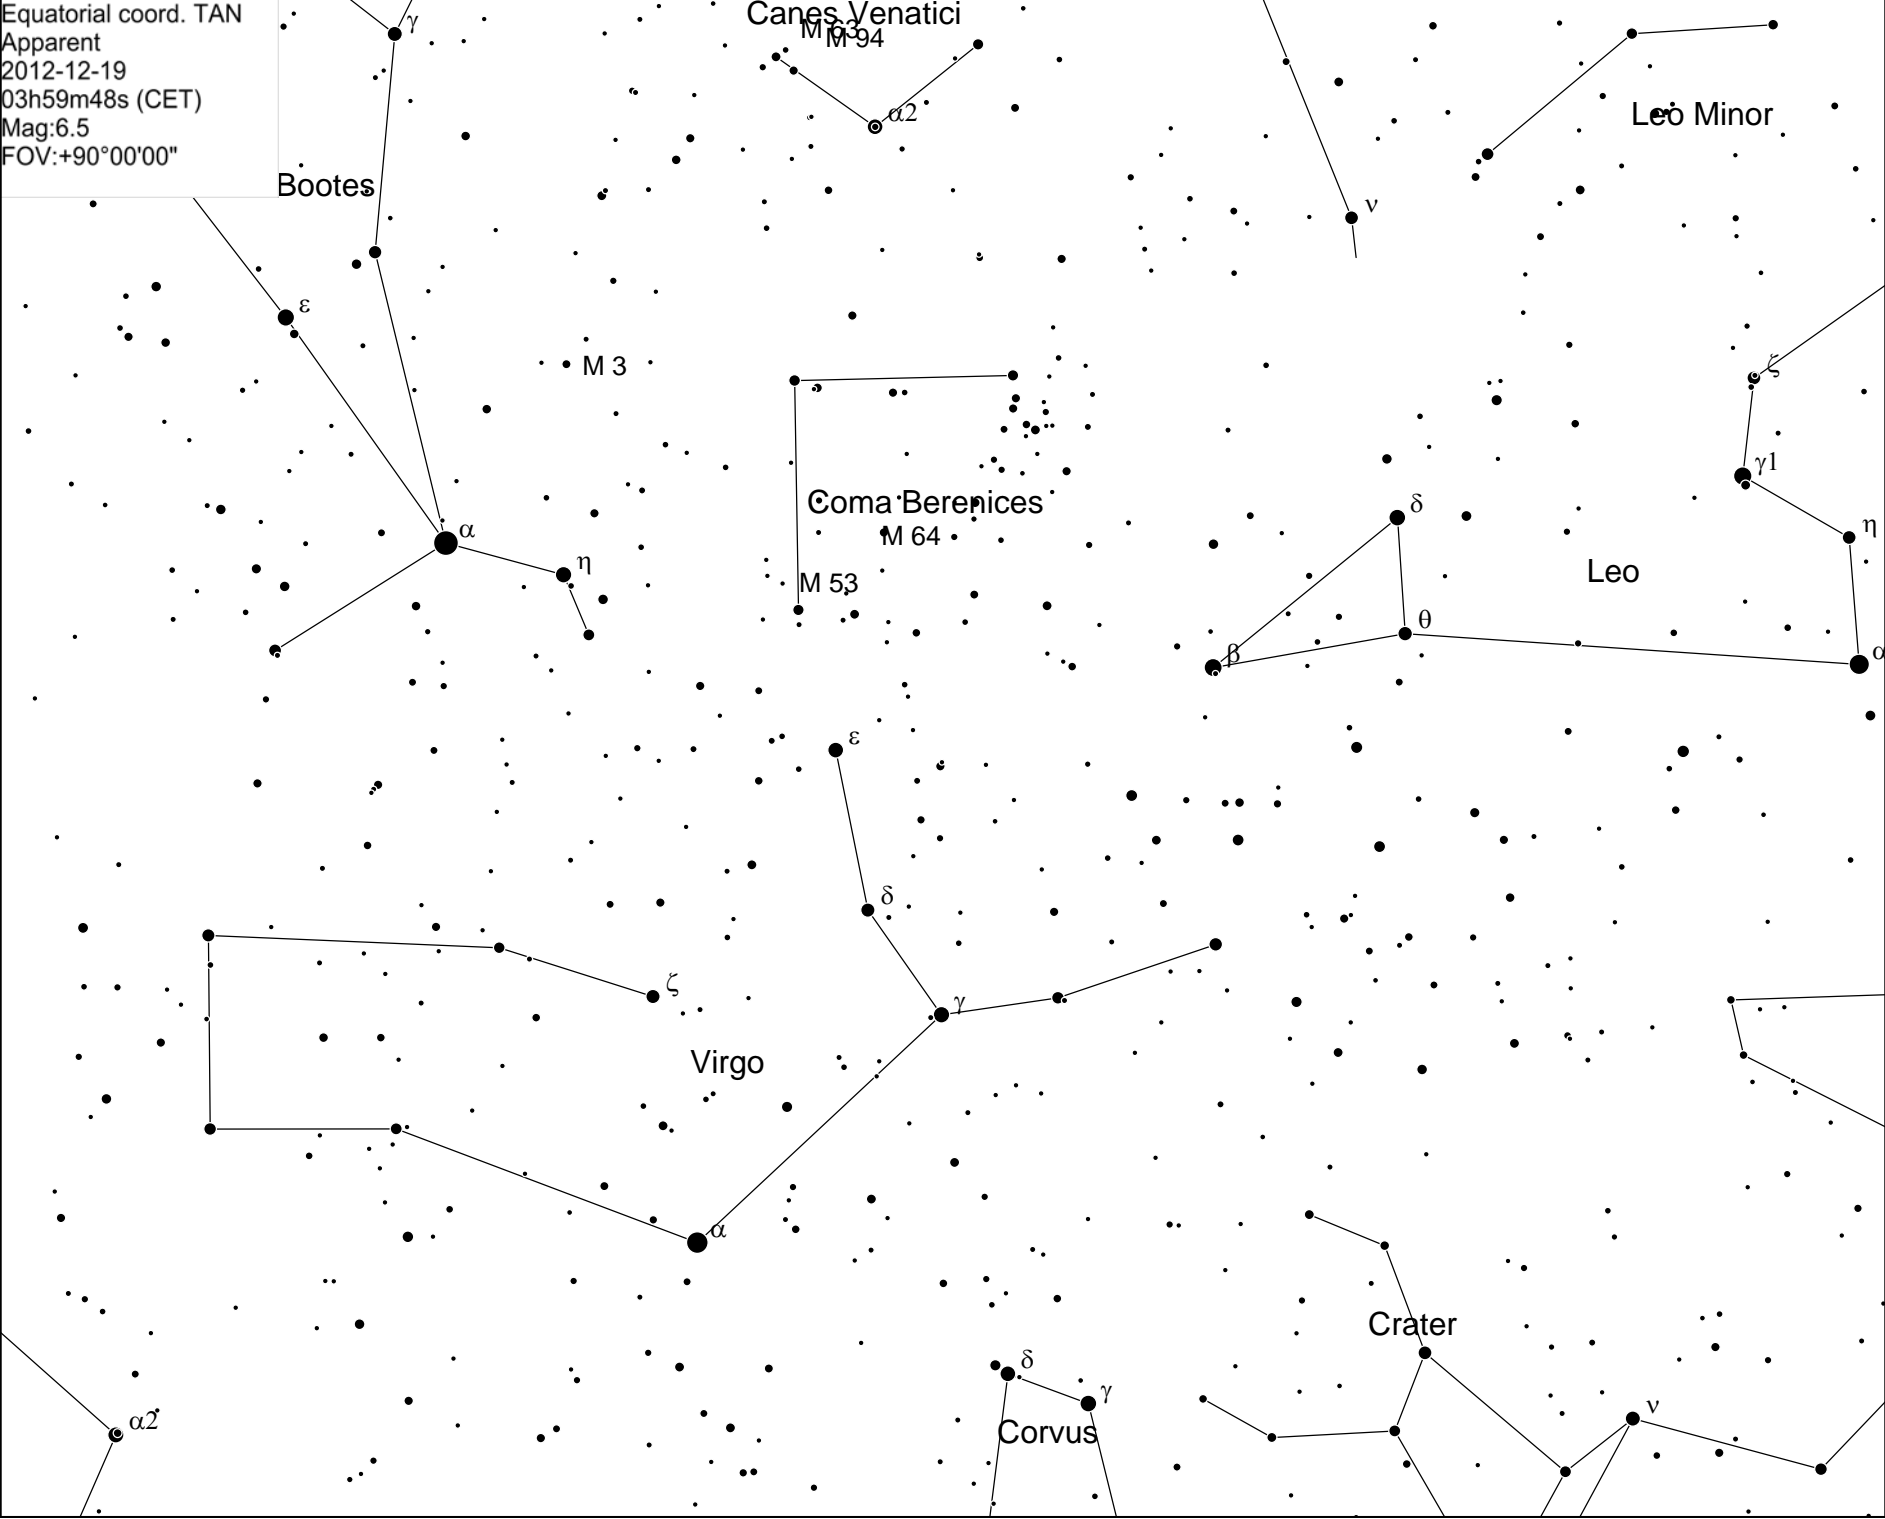 Equatorial coord. TAN
Apparent
2012-12-19
03h59m48s (CET)
Mag:6.5
FOV:+90°00'00"
γ
Canes Venatici
M 63
M 94
α2
Leo Minor
Bootes
ν
ε
M 3
ζ
γ1
Coma Berenices
δ
α
M 64
η
η
Leo
M 53
θ
β
α
ε
δ
ζ
γ
Virgo
α
Crater
δ
γ
ν
α2
Corvus